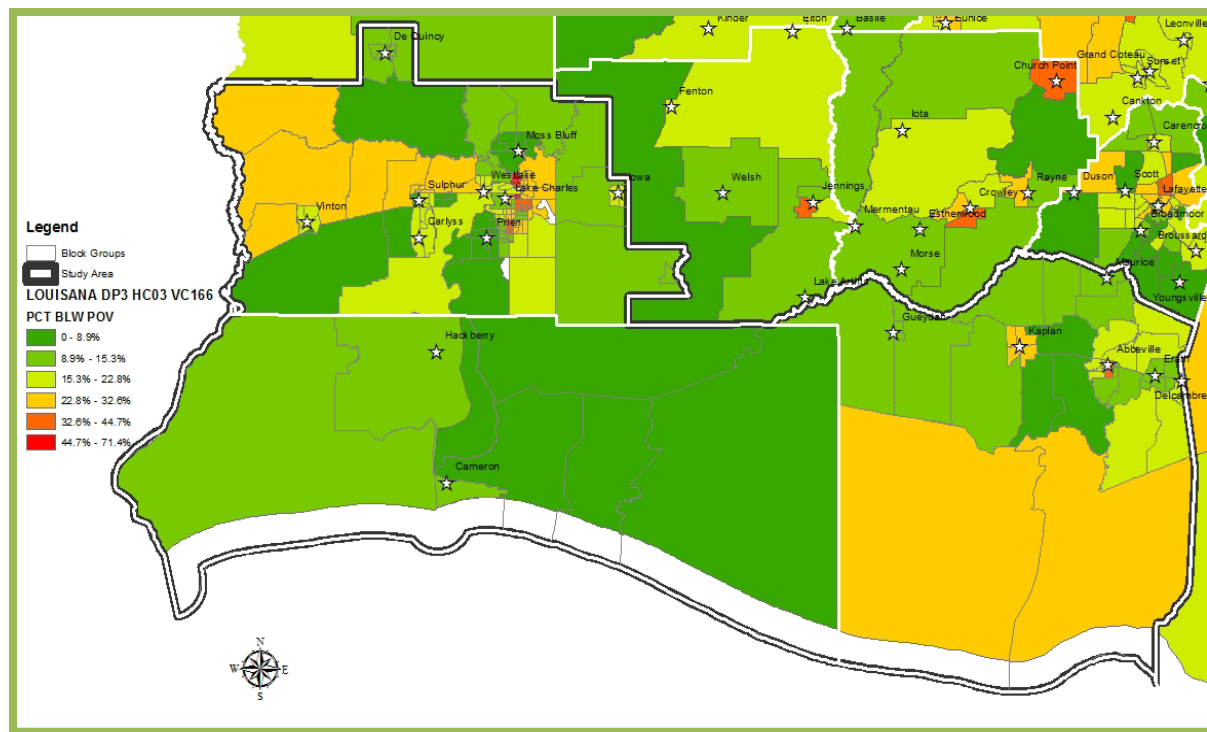 Kinder
Elton
Basile
Eunice
Leonville
De Quincy
Grand Coteau
Sunset
Church Point
Fenton
Cankton
Iota
Carencro
Moss Bluff
Westlake
Sulphur
Lake Charles
Iowa
Welsh
Jennings
Crowley
Rayne
Duson
Scott
Lafayette
Vinton
Carlyss
Prien
Mermentau
Estherwood
Broadmoor
Broussard
Morse
Maurice
Youngsville
Lake Arthur
Gueydan
Hackberry
Kaplan
Abbeville
Erath
Delcambre
Cameron
Legend
Block Groups
Study Area
LOUISANA DP3 HC03 VC166
PCT BLW POV
0 - 8.9%
8.9% - 15.3%
15.3% - 22.8%
22.8% - 32.6%
32.6% - 44.7%
44.7% - 71.4%
N
W E
S